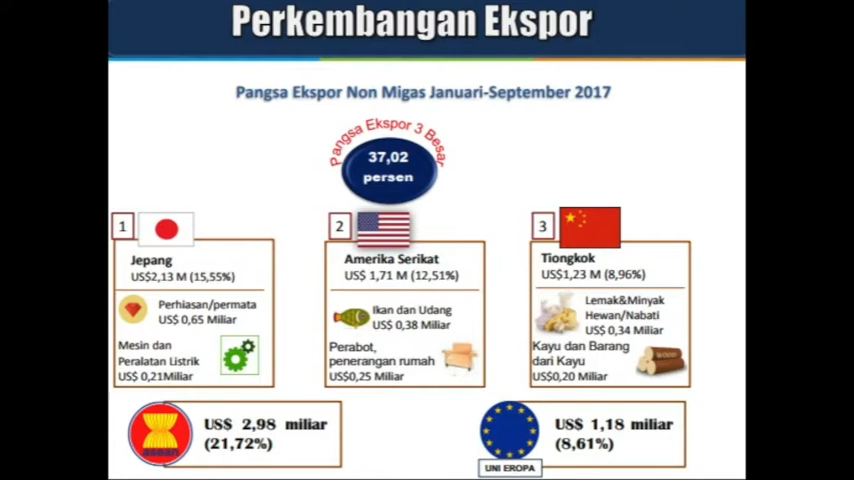 Perkembangan Ekspor
Pangsa Ekspor Non Migas Januari-September 2017
Pangsa Ekspor 3 Besar
37,02
persen
1
Jepang
US$2,13 M (15,55%)
Perhiasan/permata
US$ 0,65 Miliar
Mesin dan
Peralatan Listrik
US$ 0,21Miliar
2
Amerika Serikat
US$ 1,71 M (12,51%)
Ikan dan Udang
US$ 0,38 Miliar
Perabot,
penerangan rumah
US$0,25 Miliar
3
Tiongkok
US$1,23 M (8,96%)
Lemak&Minyak
Hewan/Nabati
US$ 0,34 Miliar
Kayu dan Barang
dari Kayu
US$0,20 Miliar
WOOD
asean
US$ 2,98 miliar
(21,72%)
UNI EROPA
US$ 1,18 miliar
(8,61%)